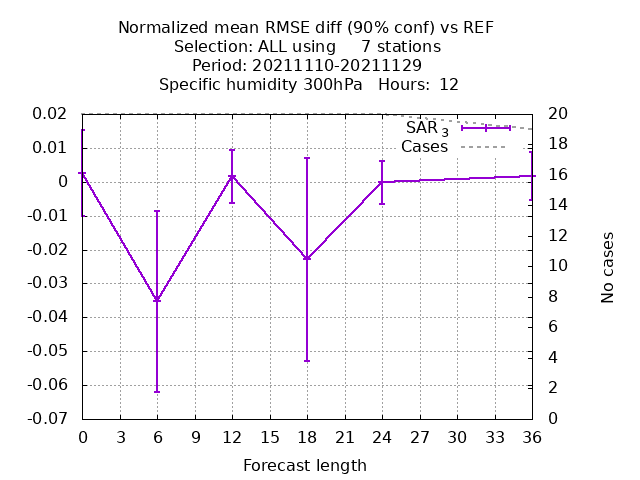 Normalized mean RMSE diff (90% conf) vs REF
Selection: ALL using     7 stations
Period: 20211110-20211129
Specific humidity 300hPa   Hours:  12
0.02
0.01
0
-0.01
-0.02
-0.03
-0.04
-0.05
-0.06
-0.07
SAR 3
Cases
20
18
16
14
12
10
8
6
4
2
0
No cases
0 3 6 9 12 15 18 21 24 27 30 33 36
Forecast length